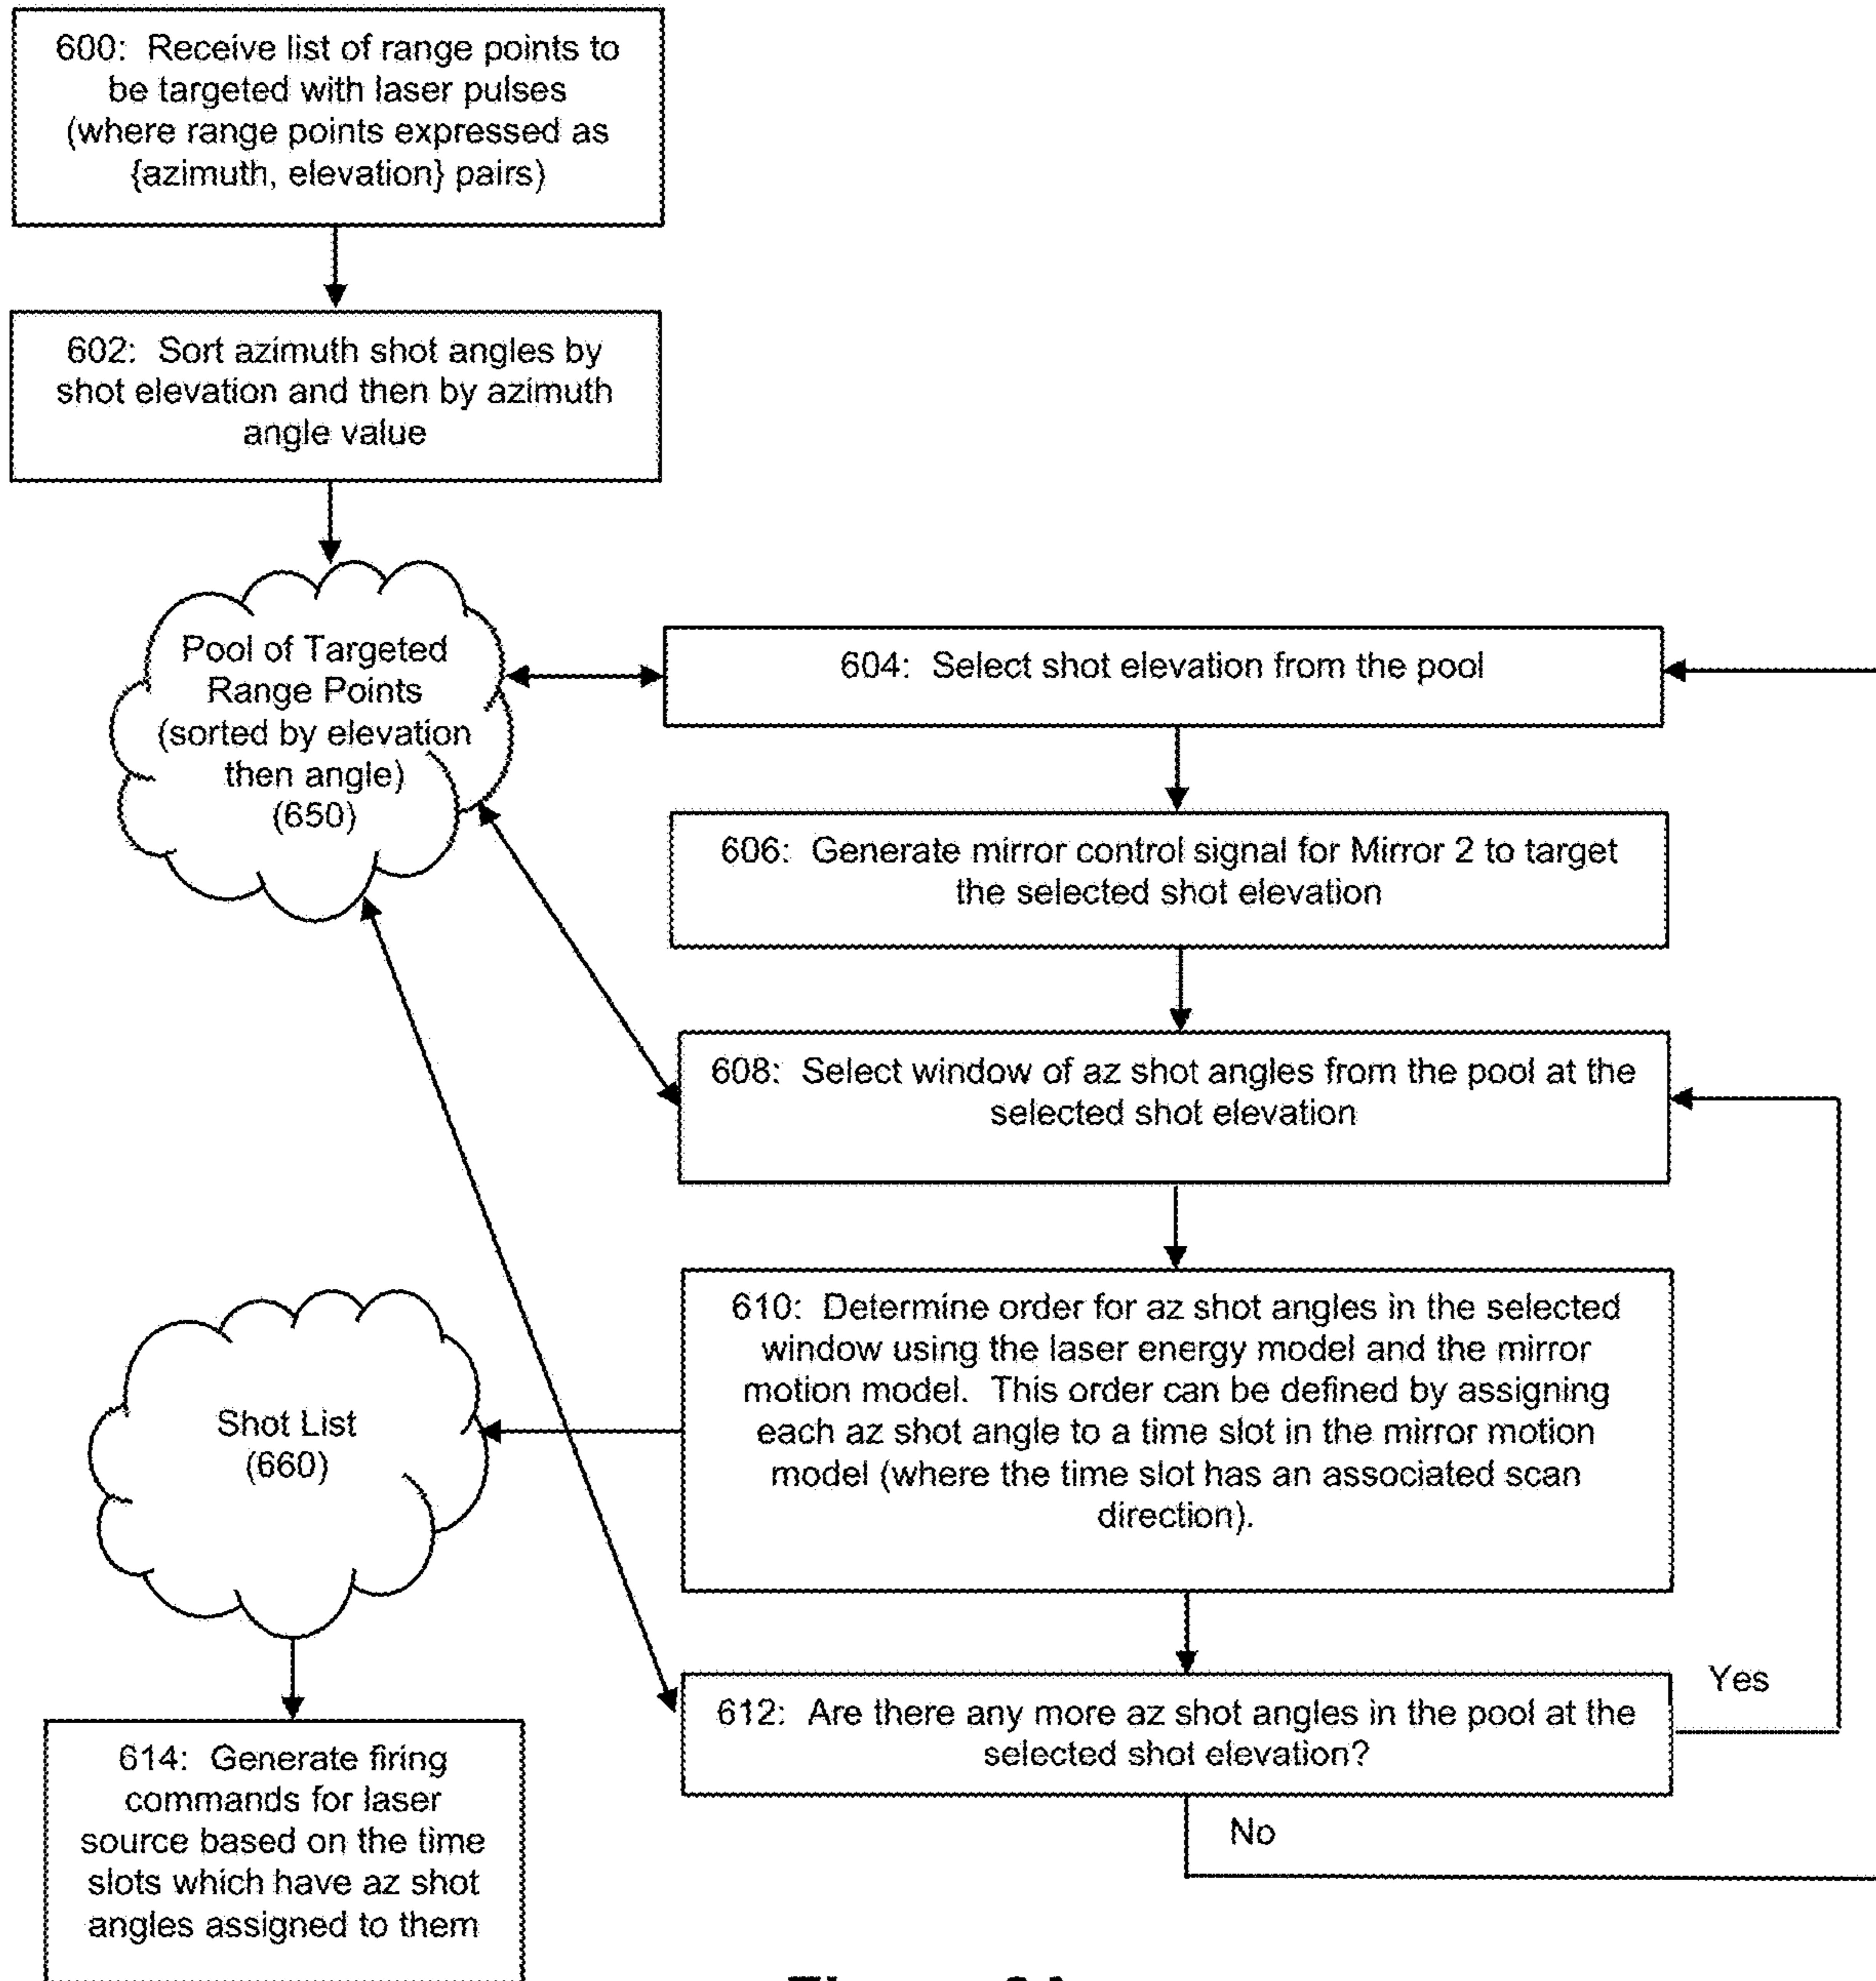 600: Receive list of range points to
be targeted with laser pulses
(where range points expressed as
{azimuth, elevation} pairs)
602: Sort azimuth shot angles by
shot elevation and then by azimuth
angle value
Pool of Targeted
Range Points
(sorted by elevation
then angle)
(650)
604: Select shot elevation from the pool
606: Generate mirror control signal for Mirror 2 to target
the selected shot elevation
608: Select window of az shot angles from the pool at the
selected shot elevation
610: Determine order for az shot angles in the selected
window using the laser energy model and the mirror
motion model. This order can be defined by assigning
each az shot angle to a time slot in the mirror motion
model (where the time slot has an associated scan
direction).
Shot List
(660)
612: Are there any more az shot angles in the pool at the
selected shot elevation?
Yes
No
614: Generate firing
commands for laser
source based on the time
slots which have az shot
angles assigned to them